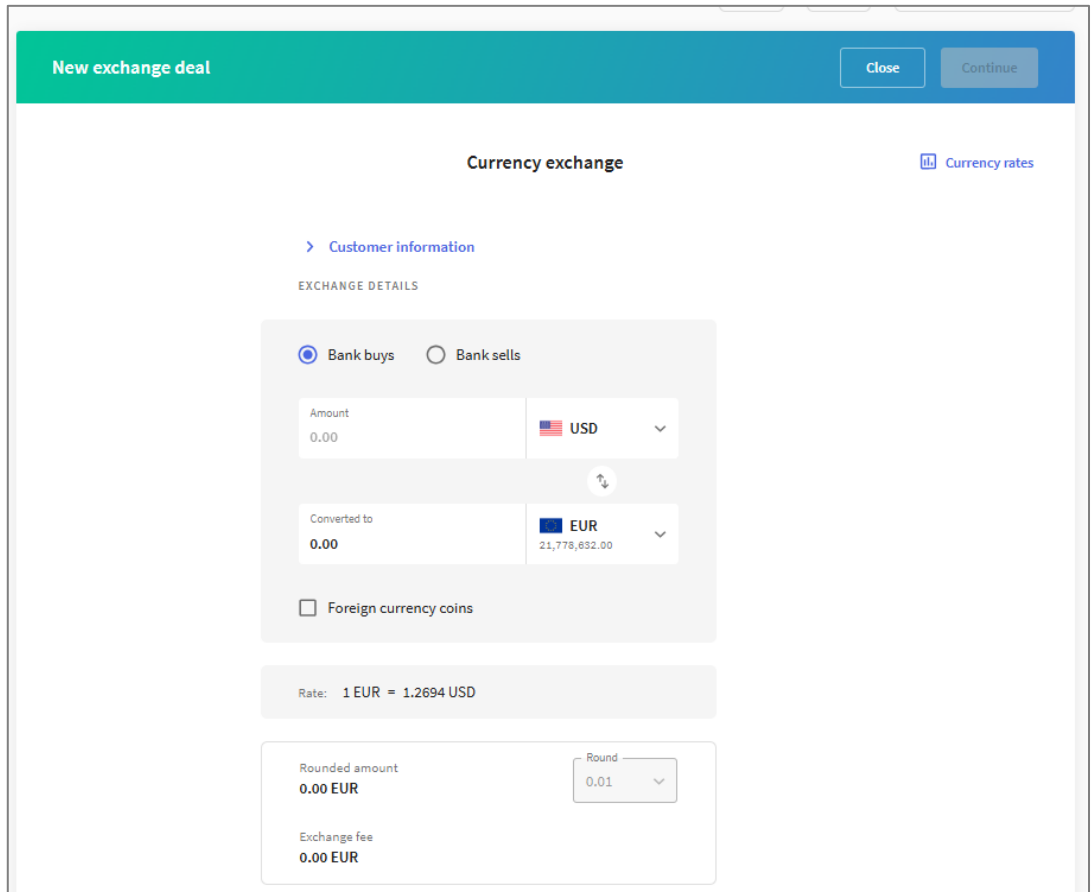 New exchange deal
Close
Continue
Currency exchange
Currency rates
Customer information
EXCHANGE DETAILS
Bank buys
Bank sells
Amount
0.00
USD
Converted to
0.00
EUR
21,778,632.00
Foreign currency coins
Rate: 1 EUR = 1.2694 USD
Rounded amount
0.00 EUR
Round
0.01
Exchange fee
0.00 EUR